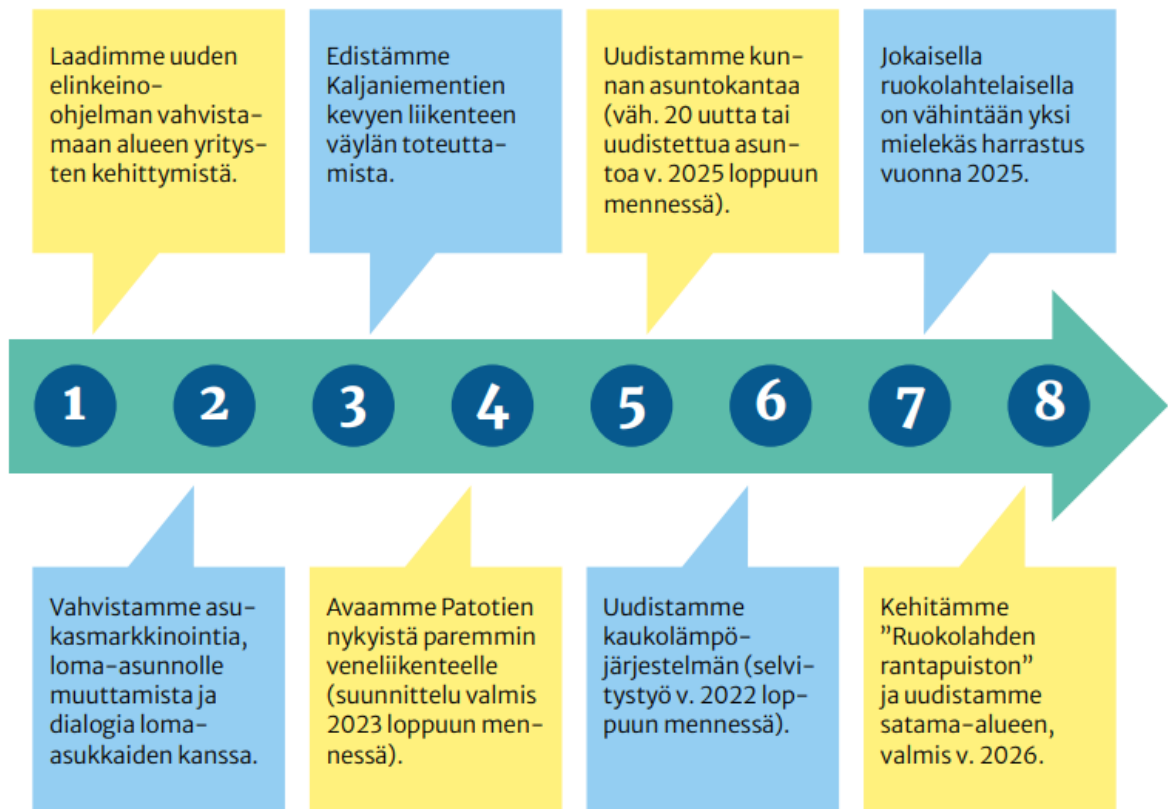 Laadimme uuden
elinkeino-
ohjelman vahvista-
maan alueen yritys-
ten kehittymistä.
Edistämme
Kaljaniementien
kevyen liikenteen
väylän toteutta-
mista.
Uudistamme kun-
nan asuntokantaa
(väh. 20 uutta tai
uudistettua asun-
toa v. 2025 loppuun
mennessä).
Jokaisella
ruokolahtelaisella
on vähintään yksi
mielekäs harrastus
vuonna 2025.
1 2 3 4 5 6 7 8
Vahvistamme asu-
kasmarkkinointia,
loma-asunnolle
muuttamista ja
dialogia loma-
asukkaiden kanssa.
Avaamme Patotien
nykyistä paremmin
veneliikenteelle
(suunnittelu valmis
2023 loppuun men-
nessä).
Uudistamme
kaukolämpö-
järjestelmän (selvi-
tystyö v. 2022 lop-
puun mennessä).
Kehitämme
”Ruokolahden
rantapuiston”
ja uudistamme
satama-alueen,
valmis v. 2026.